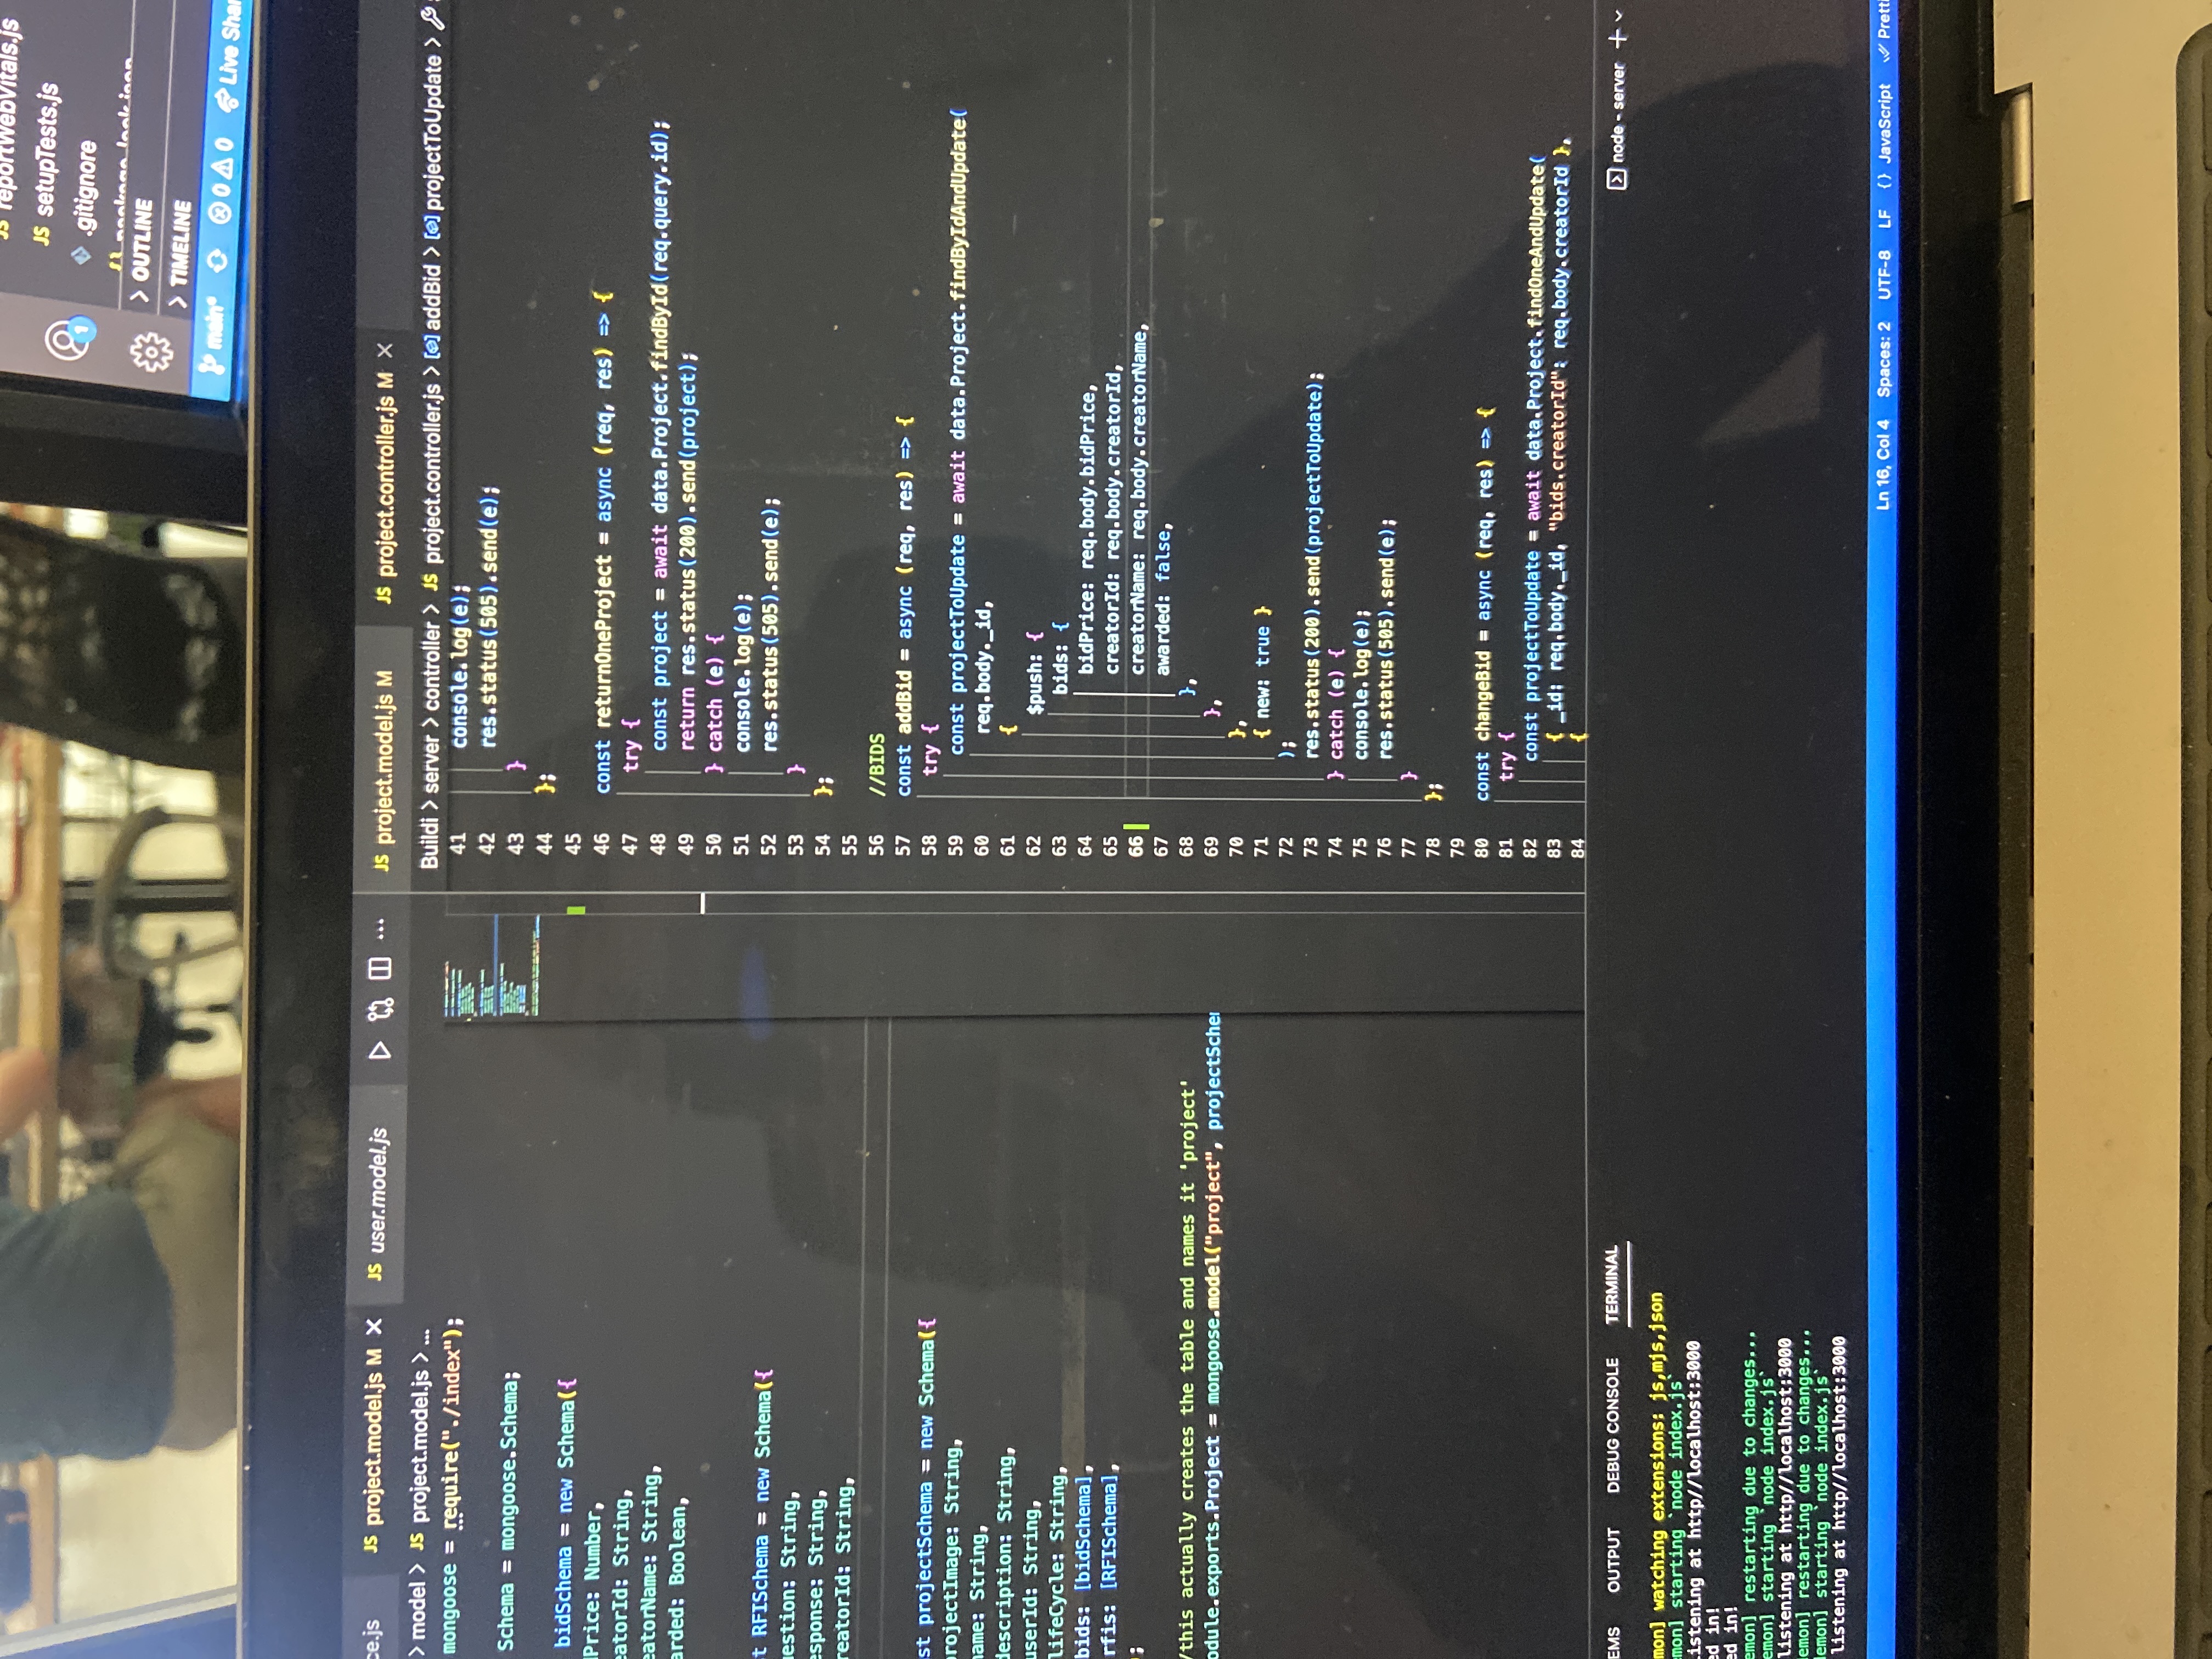 reportWebVitals.js
setupTests.js
.gitignore
OUTLINE
TIMELINE
main* 0 0 Live Shar
ce.js JS project.model.js M JS user.model.js ...
> model > JS project.model.js > ...
mongoose = require("./index");
Schema = mongoose.Schema;
bidSchema = new Schema({
Price: Number,
eatorId: String,
eatorName: String,
arded: Boolean,
t RFISchema = new Schema({
estion: String,
esponse: String,
reatorId: String,
st projectSchema = new Schema({
projectImage: String,
name: String,
description: String,
userId: String,
lifeCycle: String,
bids: [bidSchema],
rfis: [RFISchema],
;
/this actually creates the table and names it 'project'
odule.exports.Project = mongoose.model("project", projectSche
JS project.model.js M JS project.controller.js M
Buildi > server > controller > JS project.controller.js > addBid > projectToUpdate >
41 console.log(e);
42 res.status(505).send(e);
43 }
44 };
45
46 const returnOneProject = async (req, res) => {
47 try {
48 const project = await data.Project.findById(req.query.id);
49 return res.status(200).send(project);
50 } catch (e) {
51 console.log(e);
52 res.status(505).send(e);
53 }
54 };
55
56 //BIDS
57 const addBid = async (req, res) => {
58 try {
59 const projectToUpdate = await data.Project.findByIdAndUpdate(
60 req.body._id,
61 {
62 $push: {
63 bids: {
64 bidPrice: req.body.bidPrice,
65 creatorId: req.body.creatorId,
66 creatorName: req.body.creatorName,
67 awarded: false,
68 },
69 },
70 },
71 { new: true }
72 );
73 res.status(200).send(projectToUpdate);
74 } catch (e) {
75 console.log(e);
76 res.status(505).send(e);
77 }
78 };
79
80 const changeBid = async (req, res) => {
81 try {
82 const projectToUpdate = await data.Project.findOneAndUpdate(
83 { _id: req.body._id, "bids.creatorId": req.body.creatorId },
84 {
EMS OUTPUT DEBUG CONSOLE TERMINAL node - server
mon] watching extensions: js,mjs,json
emon] starting `node index.js`
listening at http//localhost:3000
ed in!
ed in!
emon] restarting due to changes...
emon] starting `node index.js`
listening at http//localhost:3000
demon] restarting due to changes...
demon] starting `node index.js`
listening at http//localhost:3000
Ln 16, Col 4 Spaces: 2 UTF-8 LF {} JavaScript Pretti